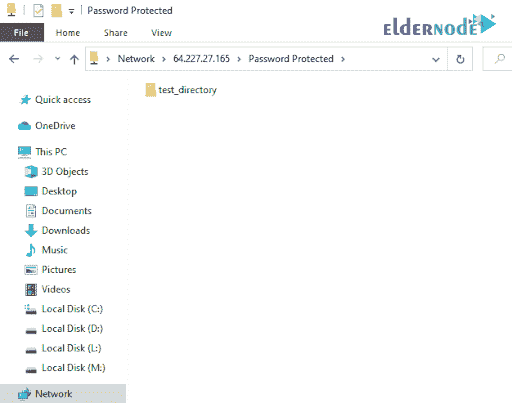 Password Protected
File Home Share View
ELDERNODE
Network > 64.227.27.165 > Password Protected >
Quick access
test_directory
OneDrive
This PC
3D Objects
Desktop
Documents
Downloads
Music
Pictures
Videos
Local Disk (C:)
Local Disk (D:)
Local Disk (L:)
Local Disk (M:)
Network